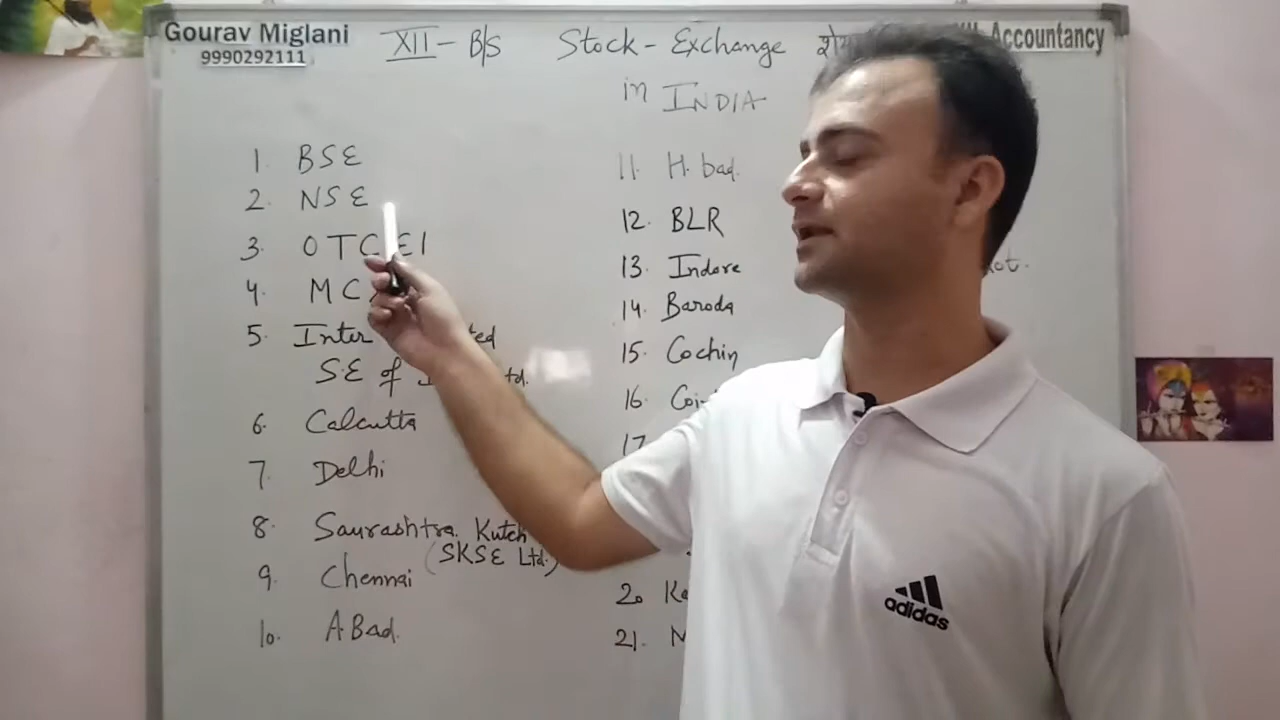 Gourav Miglani
9990292111
XII - B/S Stock - Exchange
Accountancy
in INDIA
1. BSE
2. NSE
3. OTCEI
4. MC
5. Inter
S.E of
6. Calcutta
7. Delhi
8. Saurashtra Kutch
(SKSE Ltd.)
9. Chennai
10. A.Bad.
11. H.bad.
12. BLR
13. Indore
14. Baroda
15. Cochin
16.
17
20
21.
adidas